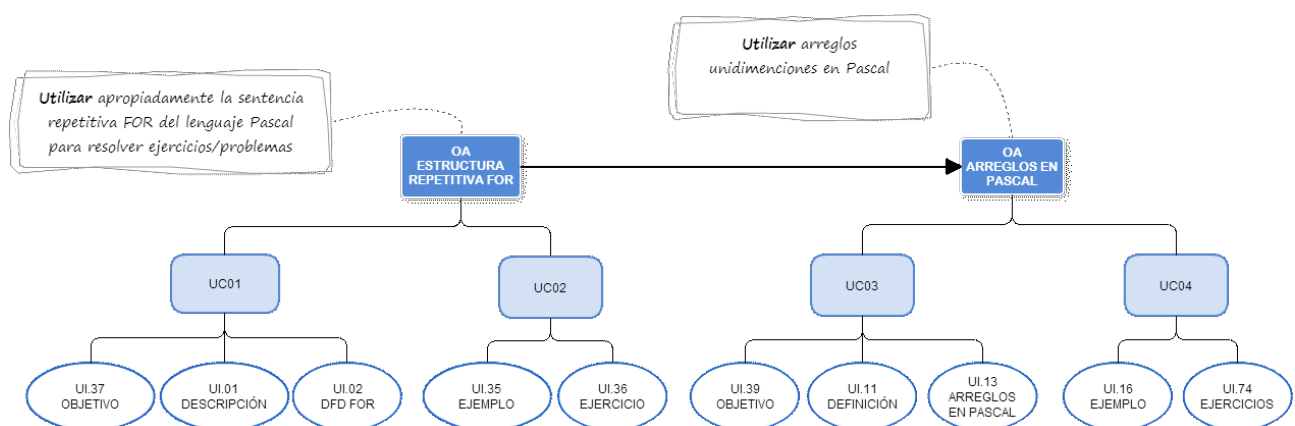 Utilizar arreglos
unidimenciones en Pascal
Utilizar apropiadamente la sentencia
repetitiva FOR del lenguaje Pascal
para resolver ejercicios/problemas
OA
ESTRUCTURA
REPETITIVA FOR
OA
ARREGLOS EN
PASCAL
UC01
UC02
UC03
UC04
UI.37
OBJETIVO
UI.01
DESCRIPCIÓN
UI.02
DFD FOR
UI.35
EJEMPLO
UI.36
EJERCICIO
UI.39
OBJETIVO
UI.11
DEFINICIÓN
UI.13
ARREGLOS
EN PASCAL
UI.16
EJEMPLO
UI.74
EJERCICIOS